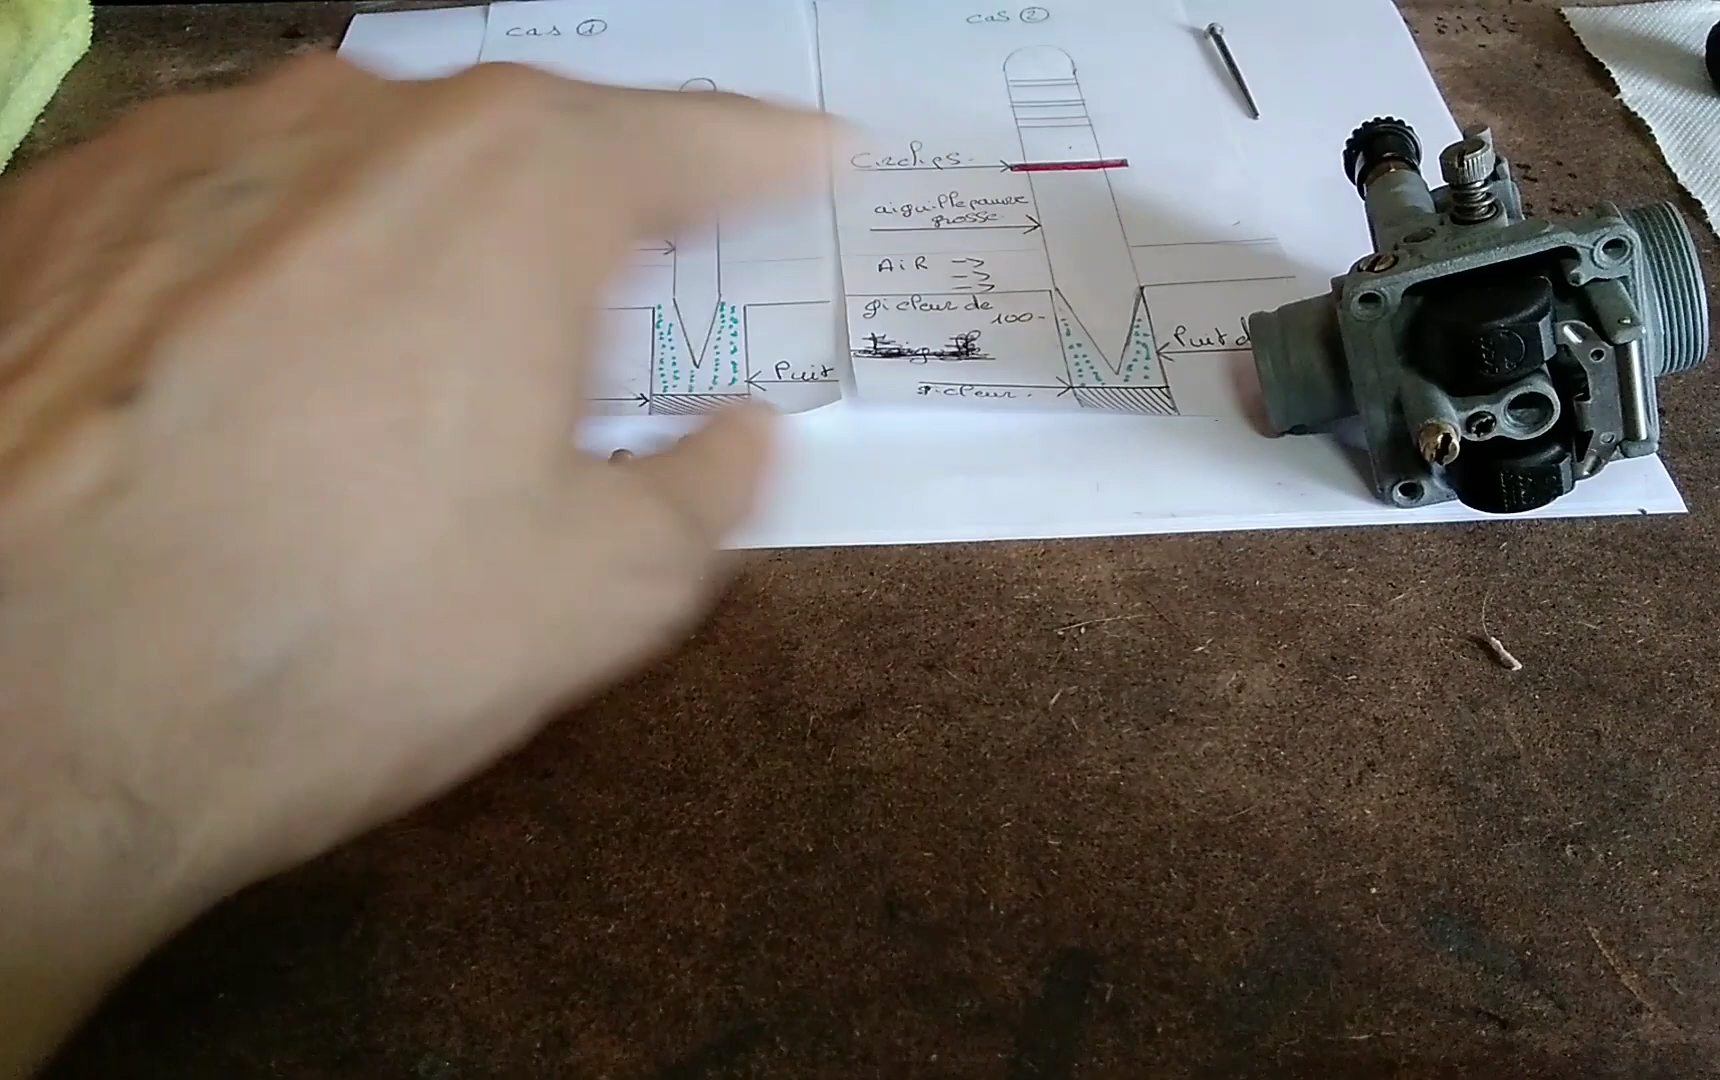 cas ①
cas ②
Circlips.
aiguille pauvre
grosse
AiR
gicleur de
100
Puit
Puit d
gicleur.